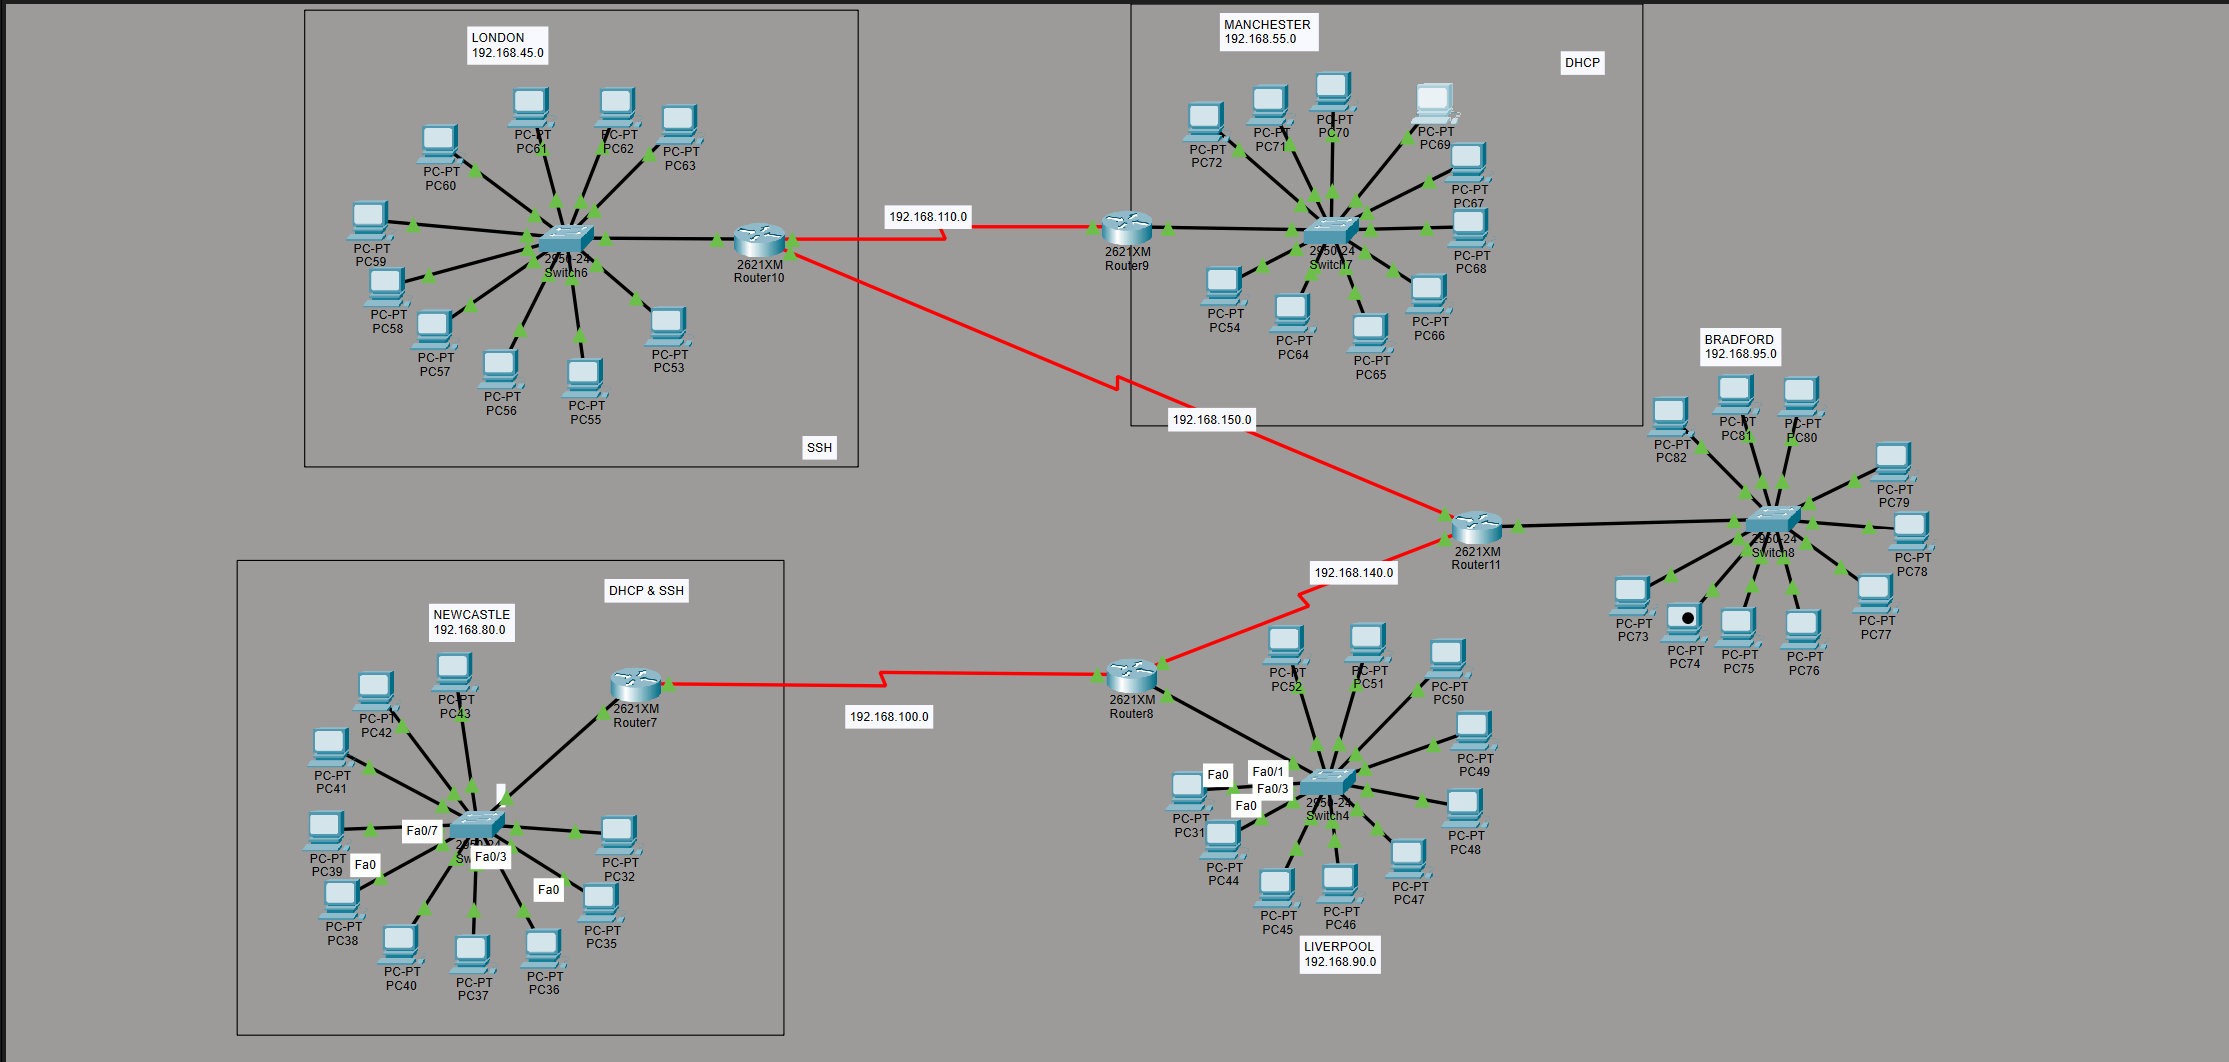 LONDON
192.168.45.0
PC-PT
PC61
PC-PT
PC62
PC-PT
PC63
PC-PT
PC60
PC-PT
PC59
PC-PT
PC58
PC-PT
PC57
PC-PT
PC56
PC-PT
PC55
PC-PT
PC53
2950-24
Switch6
2621XM
Router10
SSH
192.168.110.0
192.168.150.0
MANCHESTER
192.168.55.0
DHCP
2621XM
Router9
PC-PT
PC72
PC-PT
PC71
PC-PT
PC70
PC-PT
PC69
PC-PT
PC67
PC-PT
PC68
PC-PT
PC66
PC-PT
PC65
PC-PT
PC64
PC-PT
PC54
2950-24
Switch7
BRADFORD
192.168.95.0
PC-PT
PC82
PC-PT
PC81
PC-PT
PC80
PC-PT
PC79
PC-PT
PC78
PC-PT
PC77
PC-PT
PC76
PC-PT
PC75
PC-PT
PC74
PC-PT
PC73
2950-24
Switch8
2621XM
Router11
192.168.140.0
DHCP & SSH
NEWCASTLE
192.168.80.0
PC-PT
PC43
PC-PT
PC42
PC-PT
PC41
PC-PT
PC39
PC-PT
PC38
PC-PT
PC40
PC-PT
PC37
PC-PT
PC36
PC-PT
PC35
PC-PT
PC32
Fa0/7
Fa0
Fa0/3
Fa0
2621XM
Router7
192.168.100.0
2621XM
Router8
PC-PT
PC52
PC-PT
PC51
PC-PT
PC50
PC-PT
PC49
PC-PT
PC48
PC-PT
PC47
PC-PT
PC46
PC-PT
PC45
PC-PT
PC44
PC-PT
PC31
Fa0
Fa0/1
Fa0/3
Fa0
2950-24
Switch4
LIVERPOOL
192.168.90.0